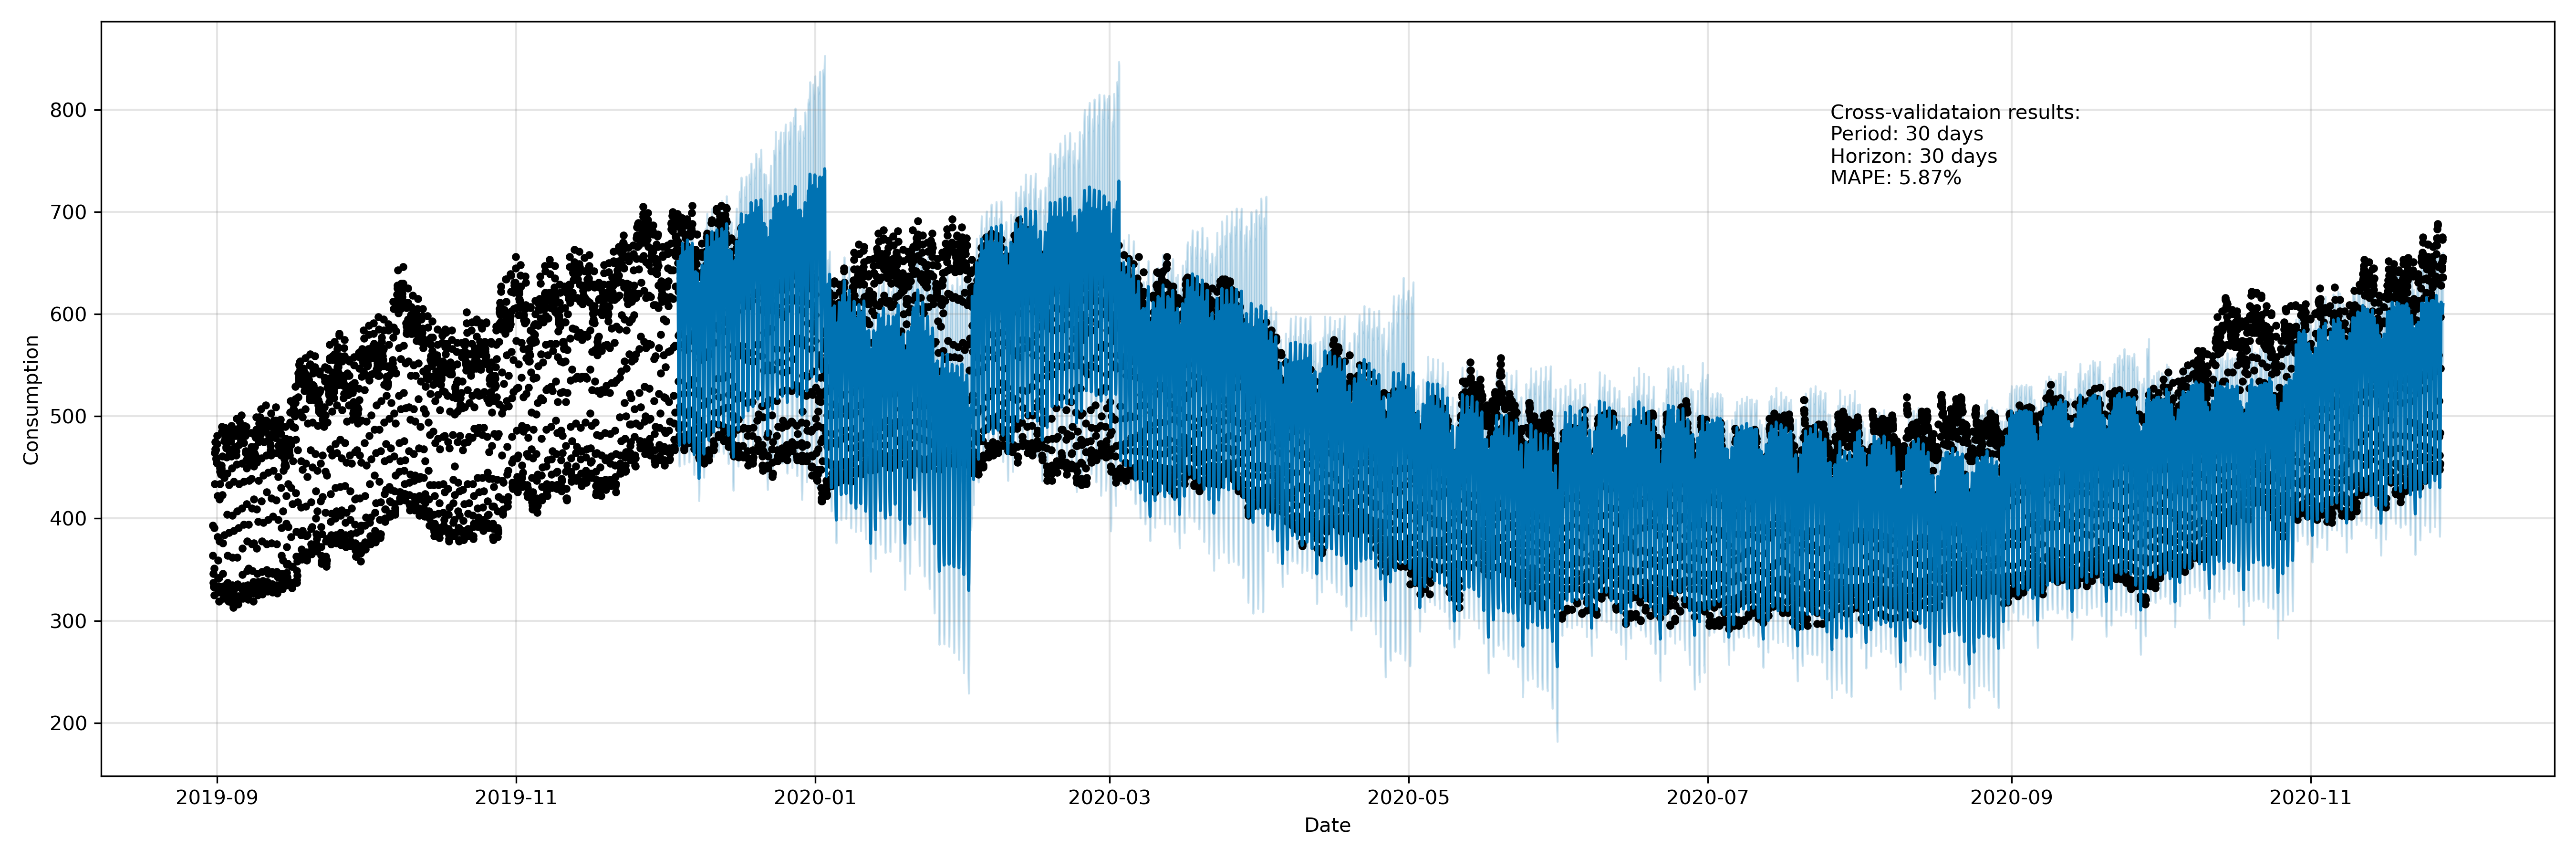 800
700
600
500
400
300
200
Consumption
Cross-validataion results:
Period: 30 days
Horizon: 30 days
MAPE: 5.87%
2019-09
2019-11
2020-01
2020-03
2020-05
2020-07
2020-09
2020-11
Date